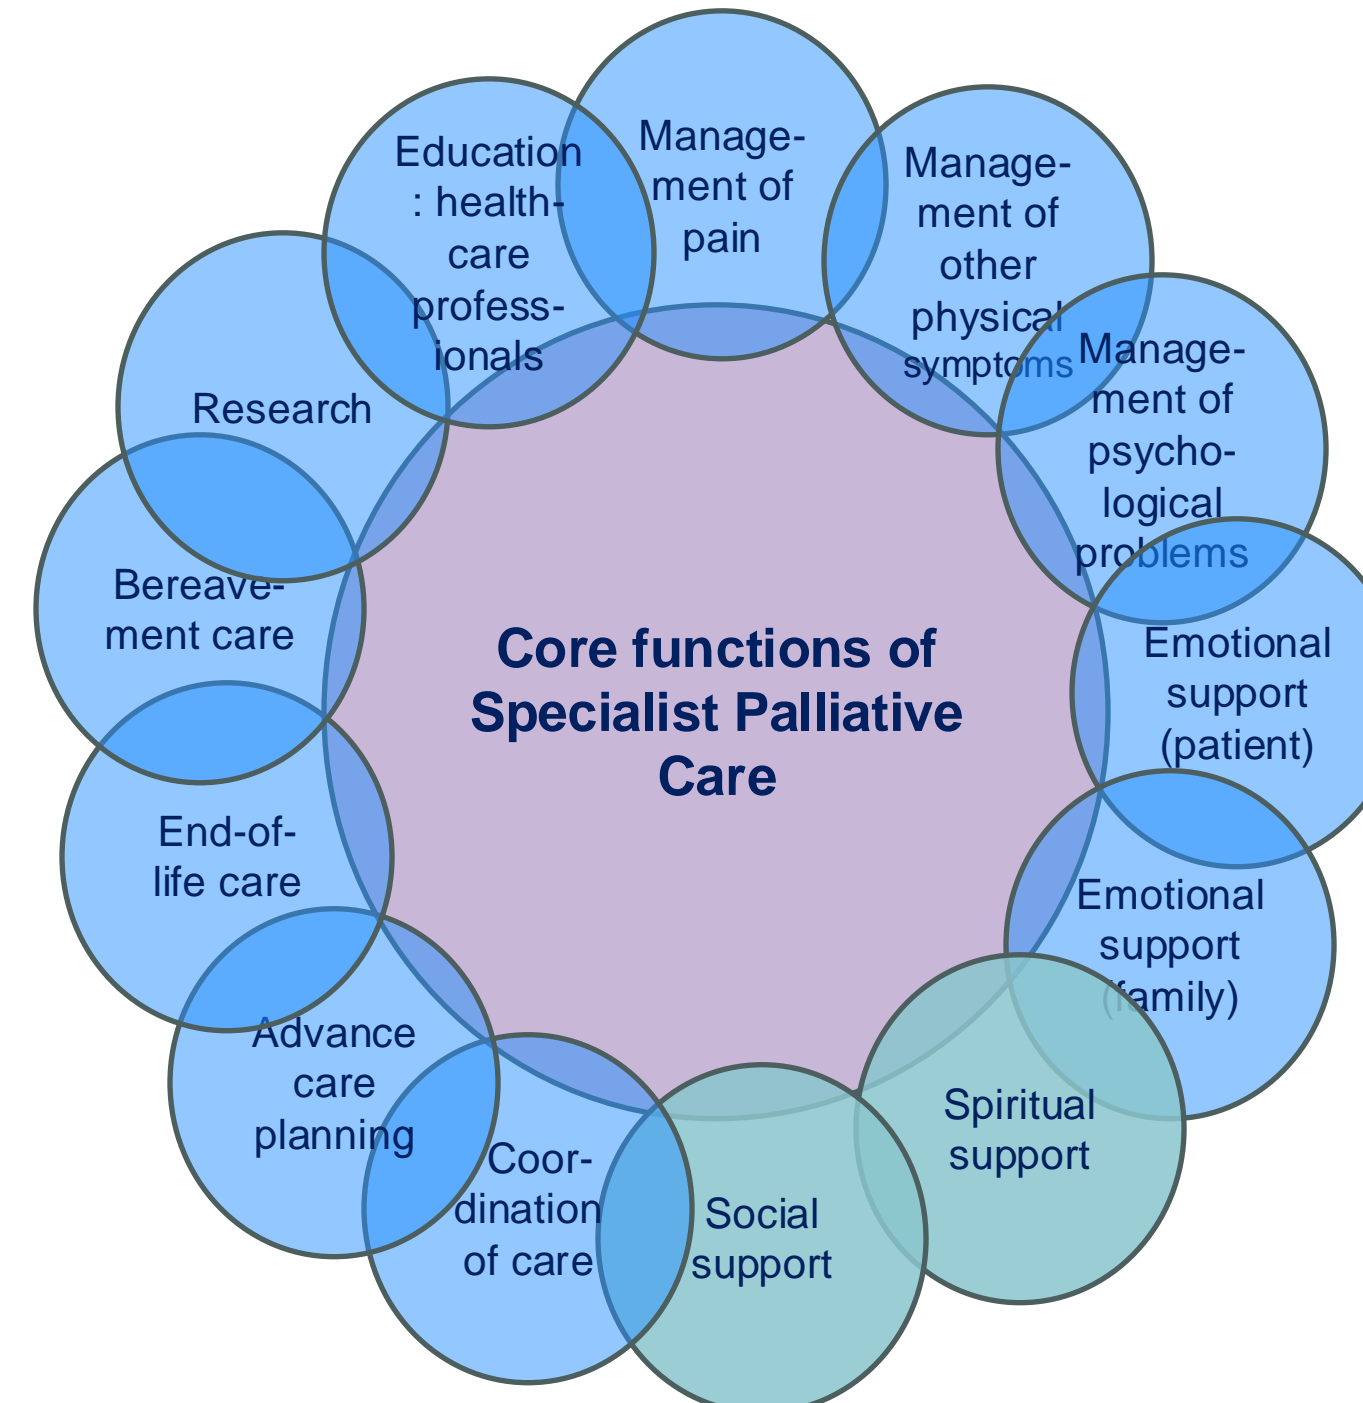 Manage-
ment of
pain
Manage-
ment of
other
physical
symptoms
Manage-
ment of
psycho-
logical
problems
Emotional
support
(patient)
Emotional
support
(family)
Spiritual
support
Social
support
Coor-
dination
of care
Advance
care
planning
End-of-
life care
Bereave-
ment care
Research
Education
: health-
care
profess-
ionals
Core functions of
Specialist Palliative
Care